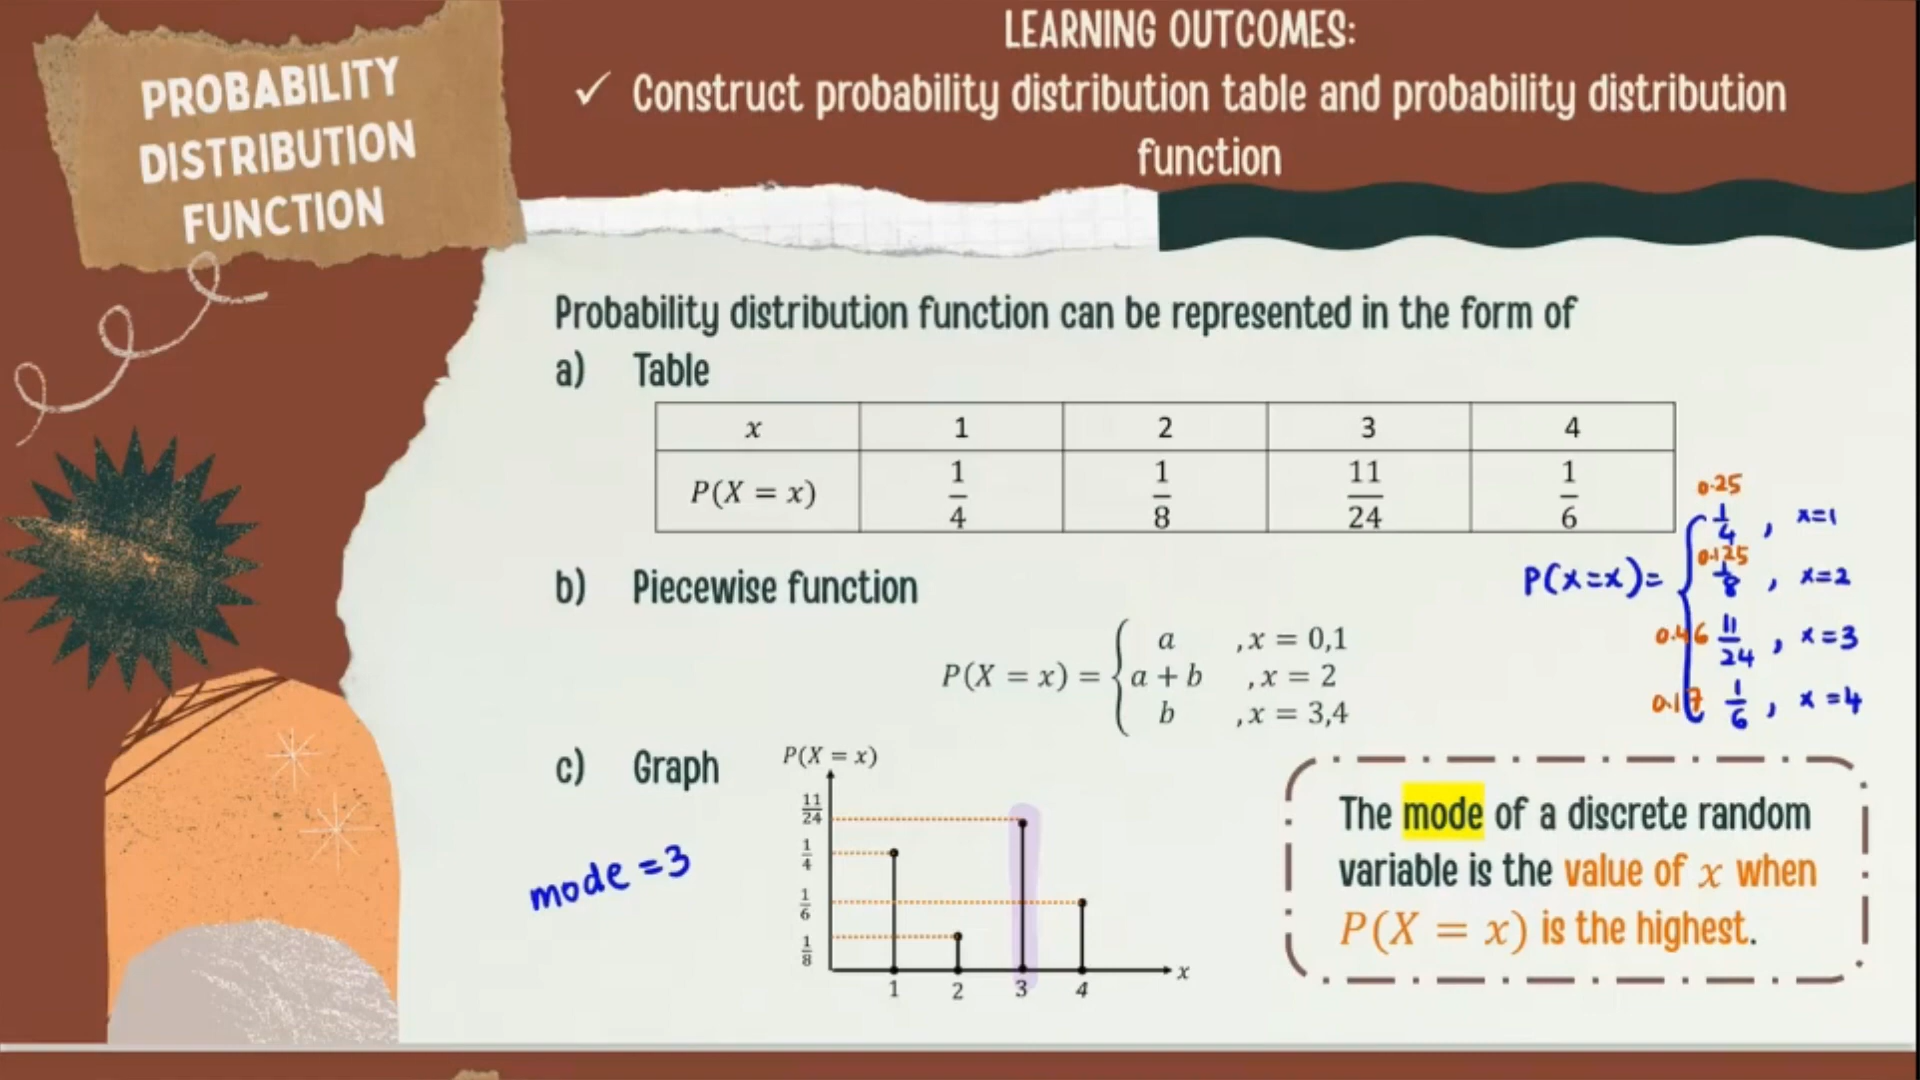 PROBABILITY
DISTRIBUTION
FUNCTION
LEARNING OUTCOMES:
✓ Construct probability distribution table and probability distribution
function
Probability distribution function can be represented in the form of
a) Table
x 1 2 3 4
P(X = x) 1/4 1/8 11/24 1/6
b) Piecewise function
P(X = x) = { a , x = 0,1
a + b , x = 2
b , x = 3,4
P(X=x) = { 0.25 1/4 , x=1
0.125 1/8 , x=2
0.46 11/24 , x=3
0.17 1/6 , x=4
c) Graph
P(X = x)
11/24
1/4
1/6
1/8
1 2 3 4 x
mode = 3
The mode of a discrete random
variable is the value of x when
P(X = x) is the highest.